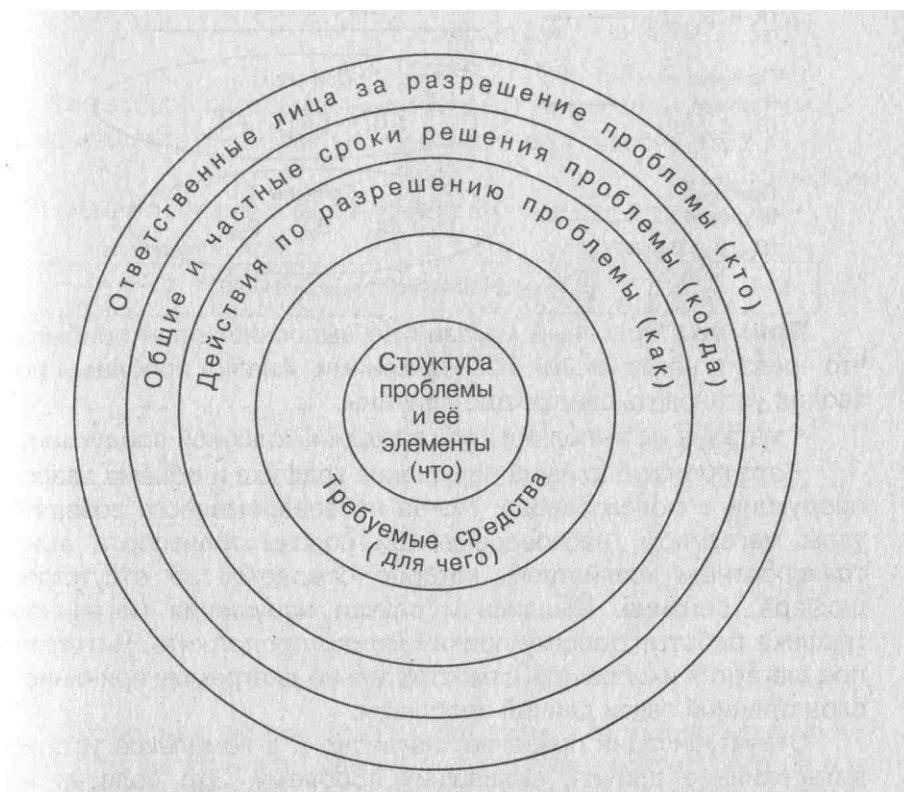 Ответственные лица за разрешение проблемы (кто)
Общие и частные сроки решения проблемы (когда)
Действия по разрешению проблемы (как)
Структура
проблемы
и её
элементы
(что)
Требуемые средства
(для чего)